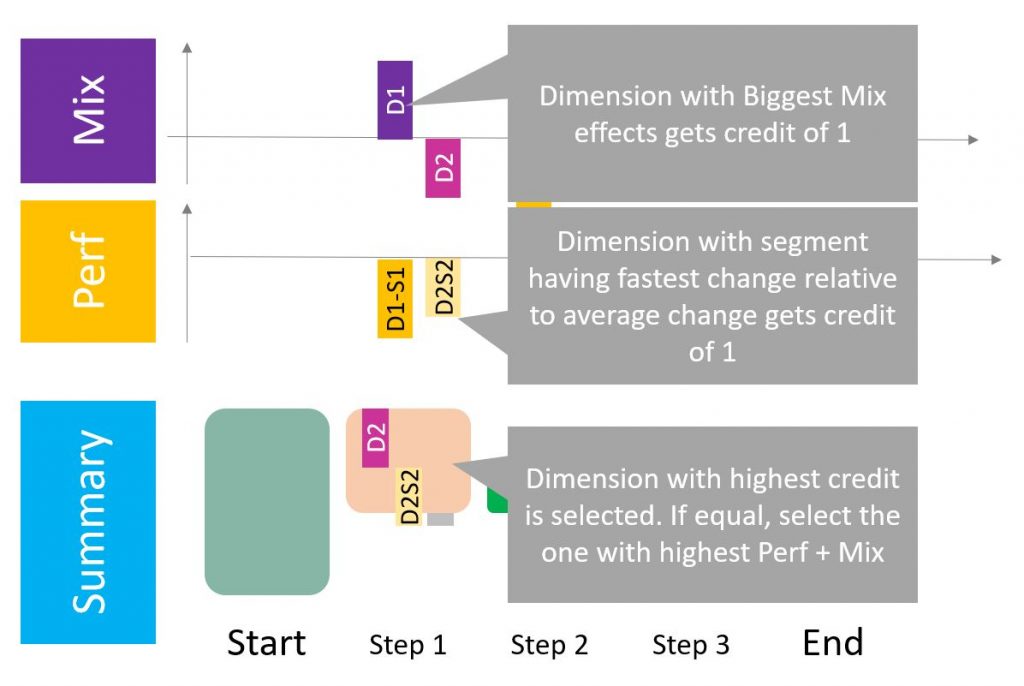 Mix
D1
D2
Dimension with Biggest Mix
effects gets credit of 1
Perf
D1-S1
D2S2
Dimension with segment
having fastest change relative
to average change gets credit
of 1
Summary
D2
D2S2
Dimension with highest credit
is selected. If equal, select the
one with highest Perf + Mix
Start
Step 1
Step 2
Step 3
End